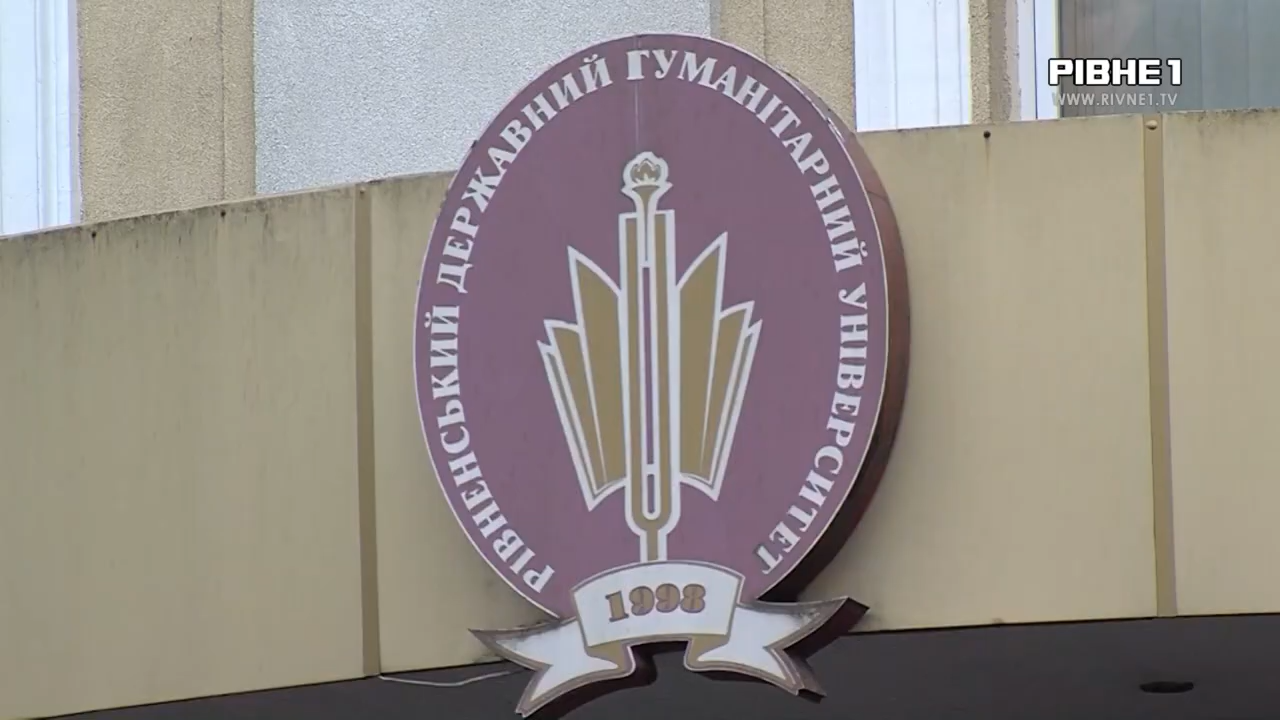 РІВНЕ 1
WWW.RIVNE1.TV
РІВНЕНСЬКИЙ ДЕРЖАВНИЙ ГУМАНІТАРНИЙ УНІВЕРСИТЕТ
1998